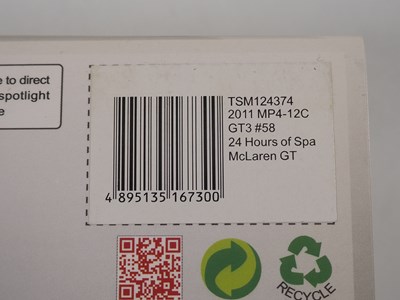 e to direct
spotlight
e
TSM124374
2011 MP4-12C
GT3 #58
24 Hours of Spa
McLaren GT
4 895135 167300
RECYCLE